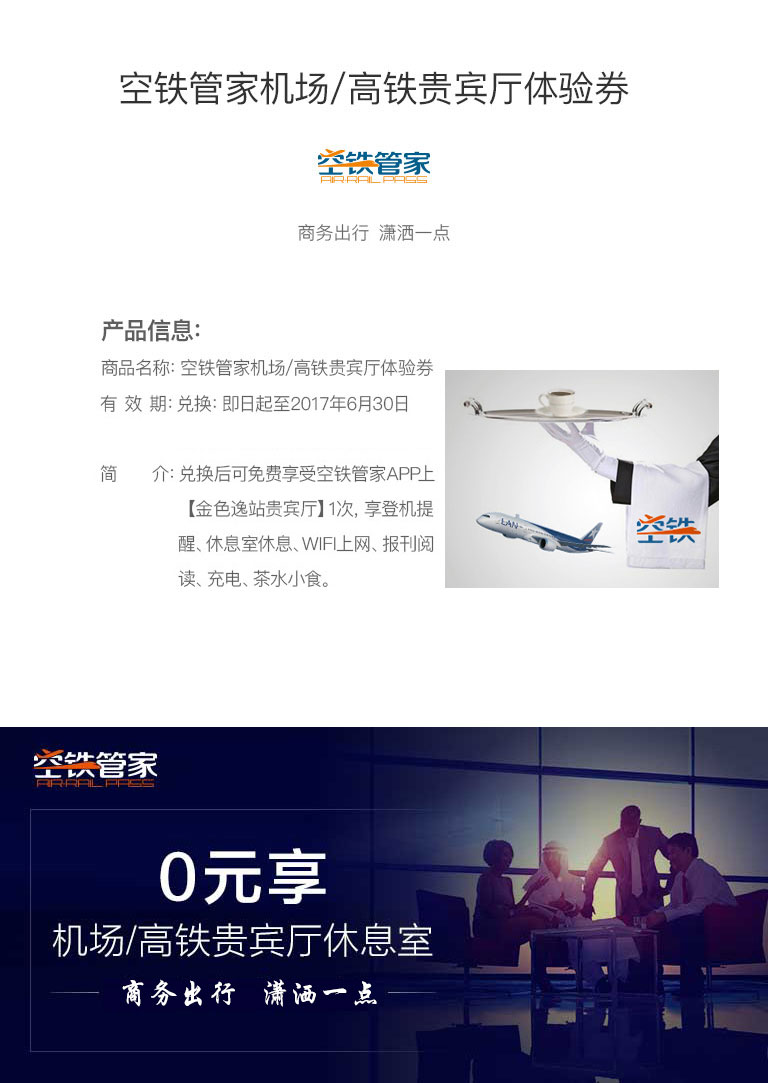 空铁管家机场/高铁贵宾厅体验券
空铁管家
AIR RAIL PASS
商务出行 潇洒一点
产品信息:
商品名称: 空铁管家机场/高铁贵宾厅体验券
有 效 期: 兑换: 即日起至2017年6月30日
简 介: 兑换后可免费享受空铁管家APP上
【金色逸站贵宾厅】1次, 享登机提
醒、休息室休息、WIFI上网、报刊阅
读、充电、茶水小食。
LAN
空铁
空铁管家
AIR RAIL PASS
0元享
机场/高铁贵宾厅休息室
商务出行 潇洒一点